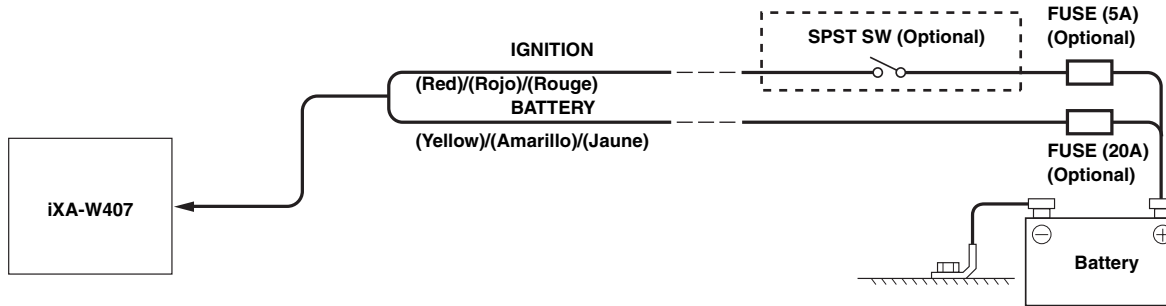 FUSE (5A)
(Optional)
SPST SW (Optional)
IGNITION
(Red)/(Rojo)/(Rouge)
BATTERY
(Yellow)/(Amarillo)/(Jaune)
FUSE (20A)
(Optional)
iXA-W407
Battery